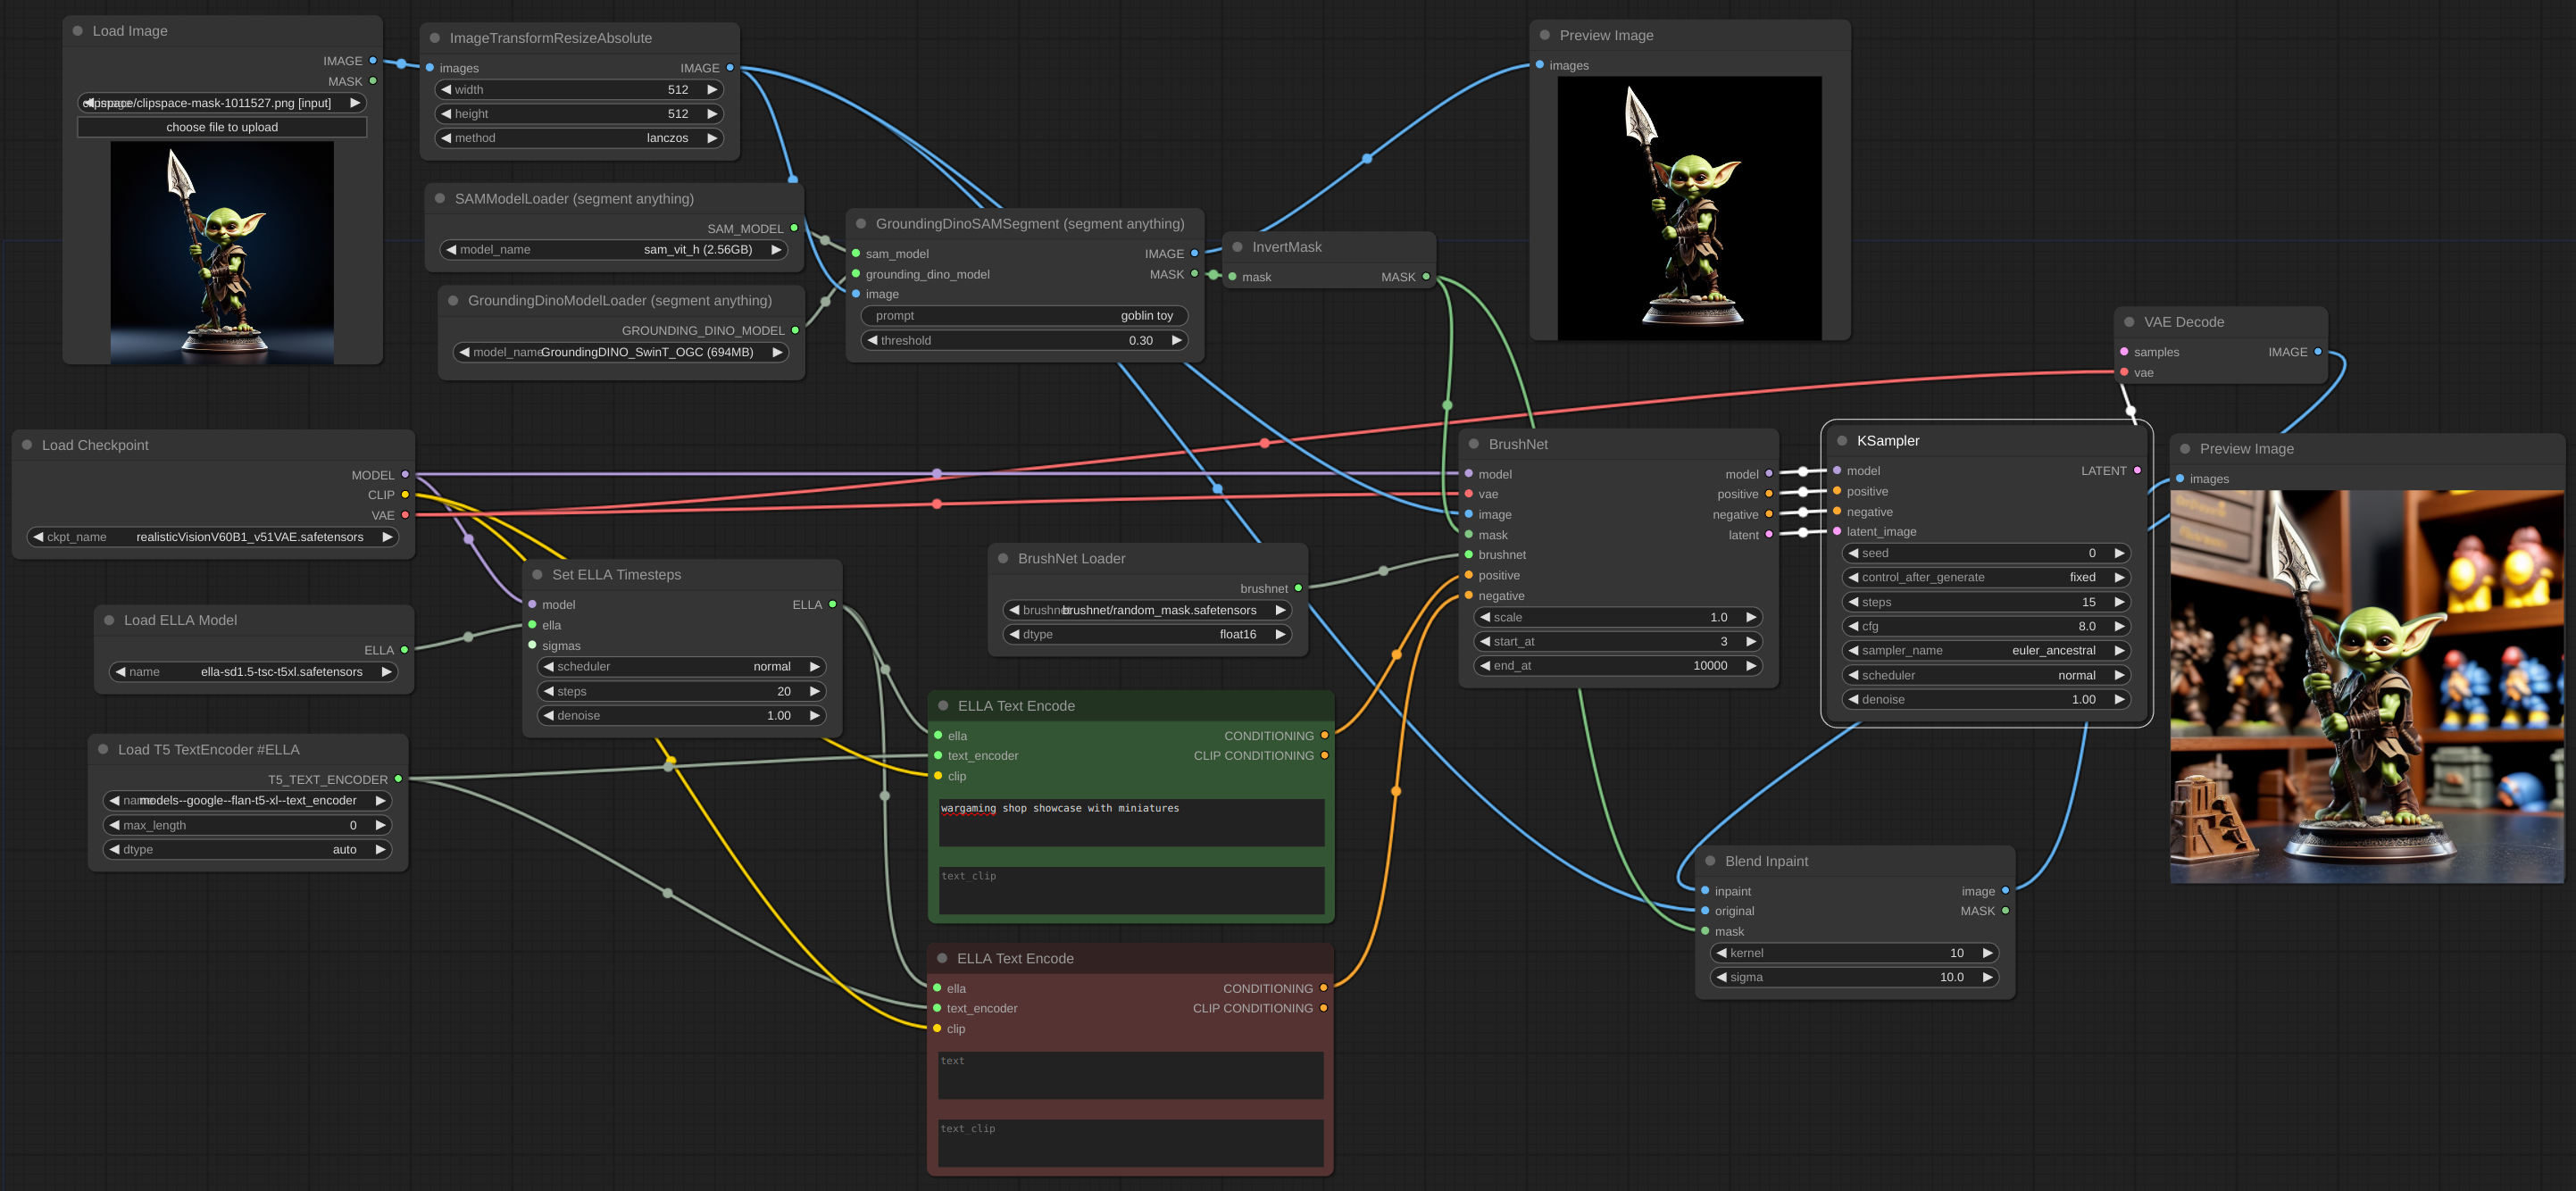 Load Image
IMAGE
MASK
clipspace/clipspace-mask-1011527.png [input]
choose file to upload
ImageTransformResizeAbsolute
images
IMAGE
width 512
height 512
method lanczos
SAMModelLoader (segment anything)
SAM_MODEL
model_name sam_vit_h (2.56GB)
GroundingDinoModelLoader (segment anything)
GROUNDING_DINO_MODEL
model_name GroundingDINO_SwinT_OGC (694MB)
GroundingDinoSAMSegment (segment anything)
sam_model IMAGE
grounding_dino_model MASK
image
prompt goblin toy
threshold 0.30
InvertMask
mask MASK
Preview Image
images
VAE Decode
samples IMAGE
vae
Load Checkpoint
MODEL
CLIP
VAE
ckpt_name realisticVisionV60B1_v51VAE.safetensors
Load ELLA Model
ELLA
name ella-sd1.5-tsc-t5xl.safetensors
Load T5 TextEncoder #ELLA
T5_TEXT_ENCODER
name models--google--flan-t5-xl--text_encoder
max_length 0
dtype auto
Set ELLA Timesteps
model ELLA
ella
sigmas
scheduler normal
steps 20
denoise 1.00
BrushNet Loader
brushnet
brushnet/random_mask.safetensors
dtype float16
ELLA Text Encode
ella CONDITIONING
text_encoder CLIP CONDITIONING
clip
wargaming shop showcase with miniatures
text_clip
ELLA Text Encode
ella CONDITIONING
text_encoder CLIP CONDITIONING
clip
text
text_clip
BrushNet
model model
vae positive
image negative
mask latent
brushnet
positive
negative
scale 1.0
start_at 3
end_at 10000
KSampler
model LATENT
positive
negative
latent_image
seed 0
control_after_generate fixed
steps 15
cfg 8.0
sampler_name euler_ancestral
scheduler normal
denoise 1.00
Preview Image
images
Blend Inpaint
inpaint image
original MASK
mask
kernel 10
sigma 10.0